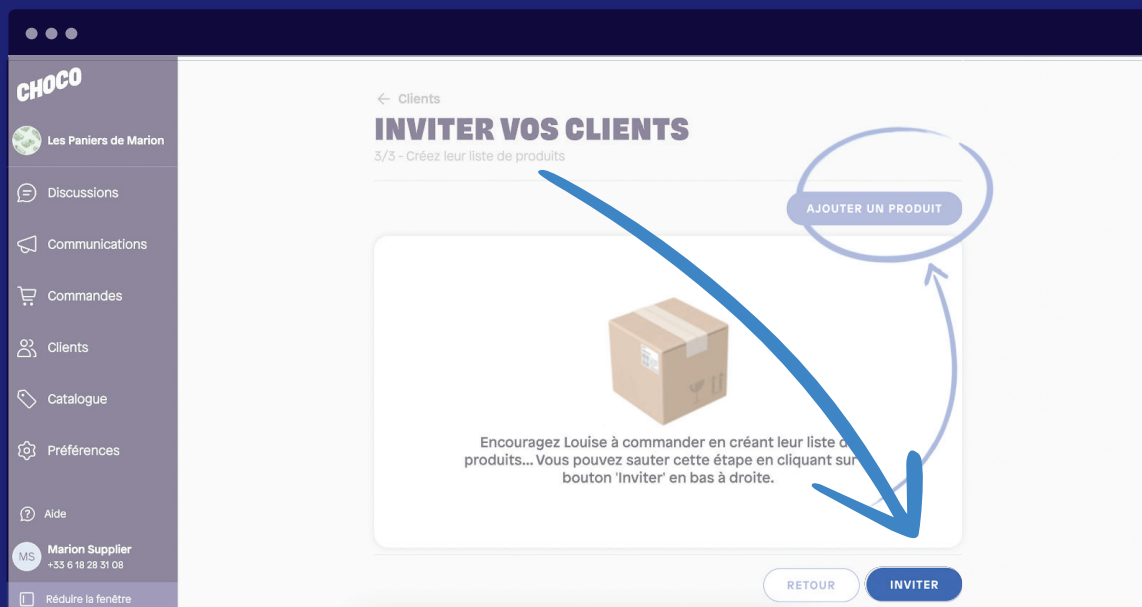 CHOCO
Les Paniers de Marion
Discussions
Communications
Commandes
Clients
Catalogue
Préférences
Aide
MS
Marion Supplier
+33 6 18 28 31 08
Réduire la fenêtre
← Clients
INVITER VOS CLIENTS
3/3 - Créez leur liste de produits
AJOUTER UN PRODUIT
Encouragez Louise à commander en créant leur liste d
produits... Vous pouvez sauter cette étape en cliquant sur
bouton 'Inviter' en bas à droite.
RETOUR
INVITER